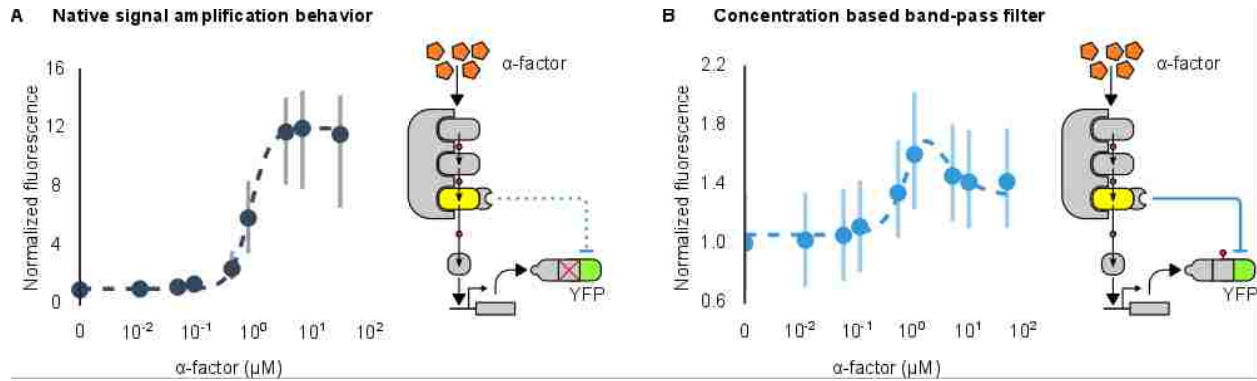 A Native signal amplification behavior
16
12
8
4
0
Normalized fluorescence
0 10⁻² 10⁻¹ 10⁰ 10¹ 10²
α-factor (µM)
α-factor
YFP
B Concentration based band-pass filter
2.2
1.8
1.4
1.0
0.6
Normalized fluorescence
0 10⁻² 10⁻¹ 10⁰ 10¹ 10²
α-factor (µM)
α-factor
YFP